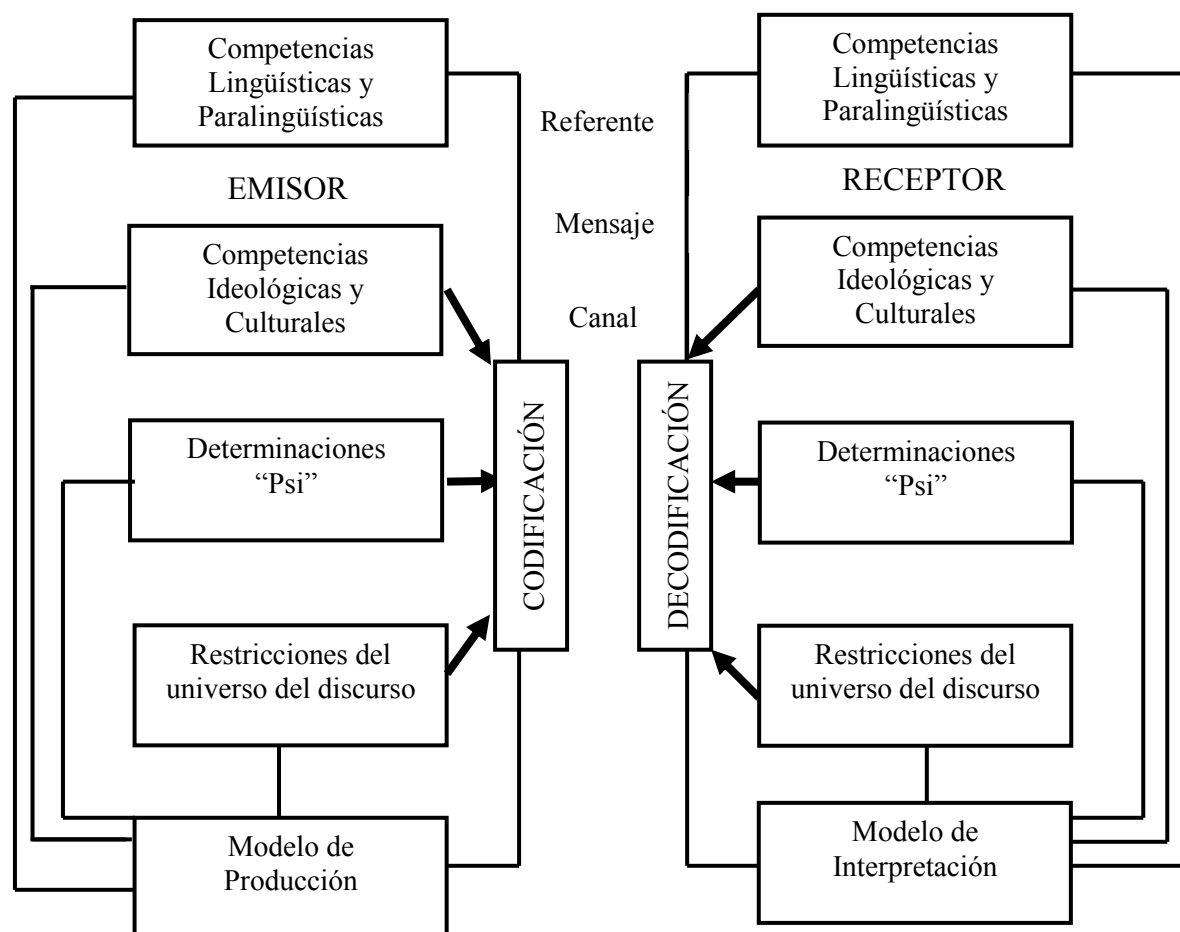 Competencias
Lingüísticas y
Paralingüísticas
EMISOR
Competencias
Ideológicas y
Culturales
Determinaciones
“Psi”
Restricciones del
universo del discurso
Modelo de
Producción
CODIFICACIÓN
Referente
Mensaje
Canal
DECODIFICACIÓN
Competencias
Lingüísticas y
Paralingüísticas
RECEPTOR
Competencias
Ideológicas y
Culturales
Determinaciones
“Psi”
Restricciones del
universo del discurso
Modelo de
Interpretación